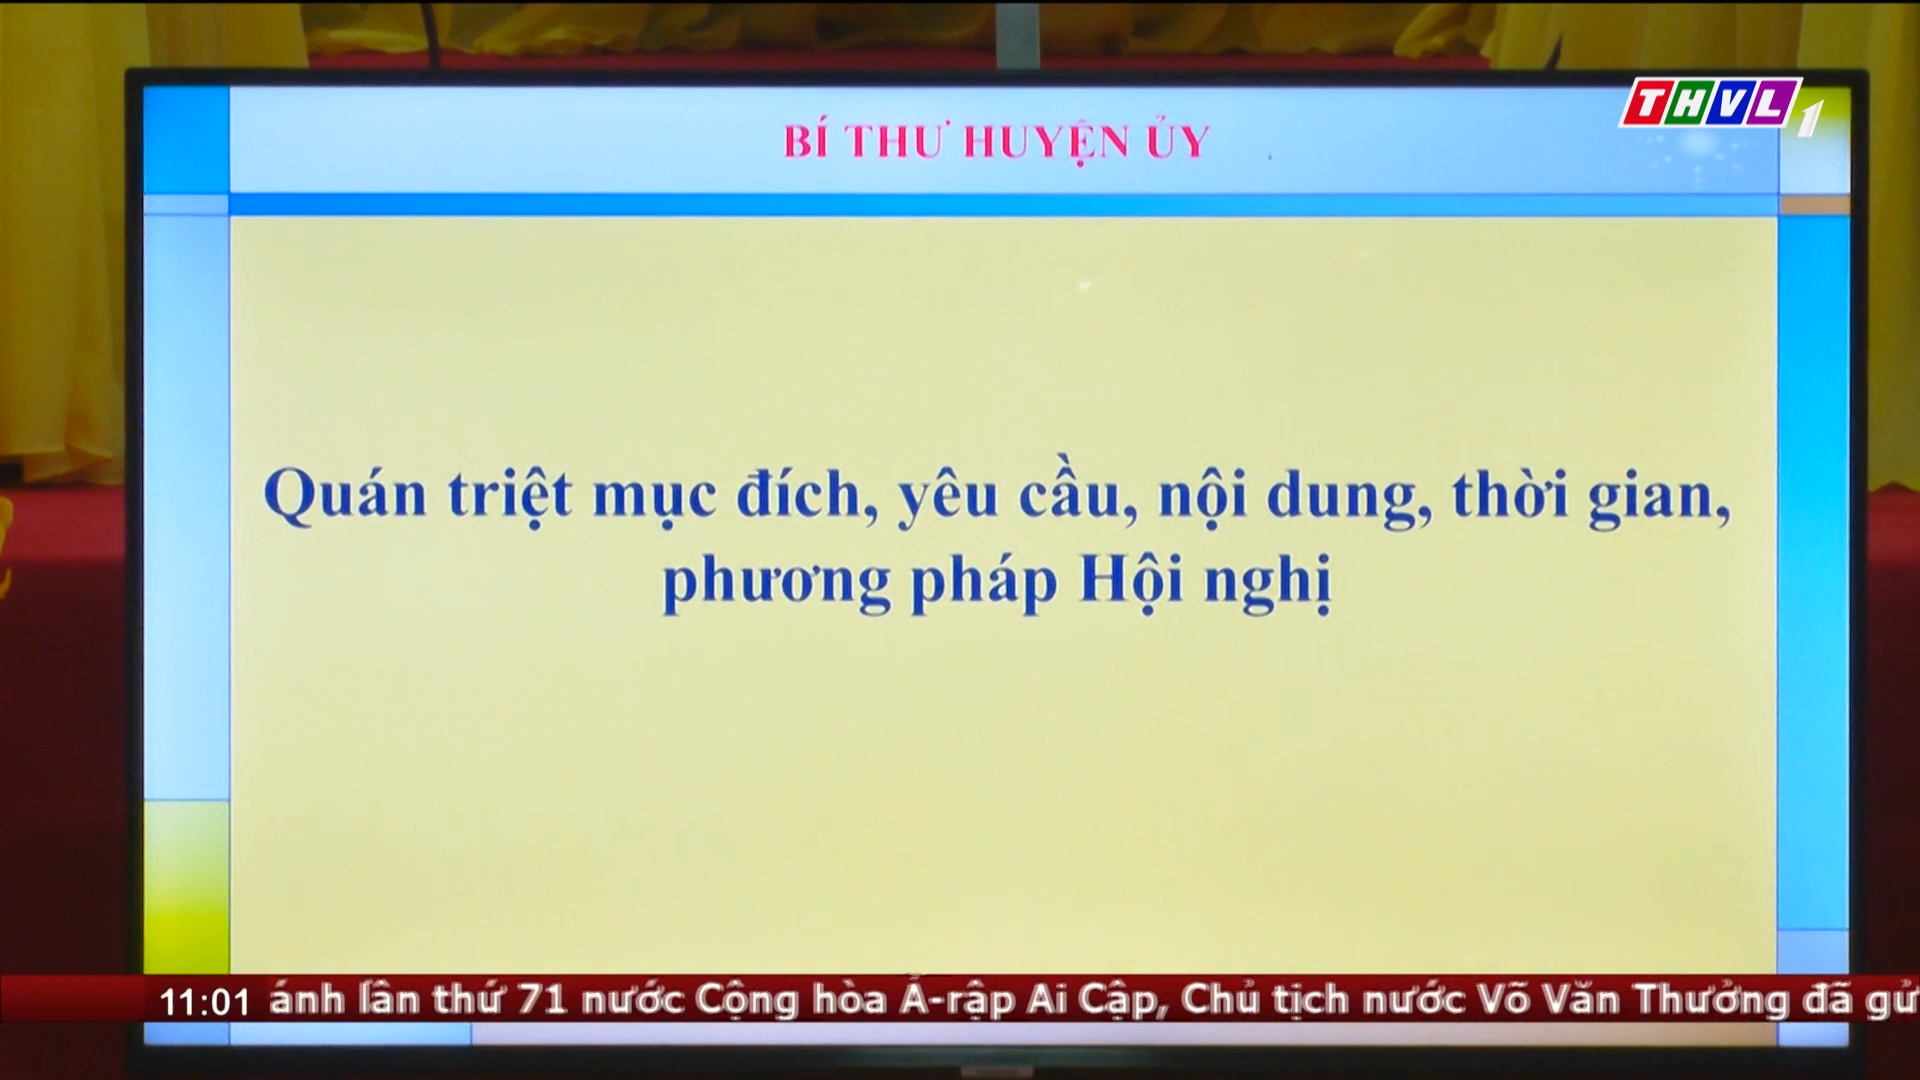 THVL1
BÍ THƯ HUYỆN ỦY
Quán triệt mục đích, yêu cầu, nội dung, thời gian,
phương pháp Hội nghị
11:01 ánh lần thứ 71 nước Cộng hòa Ả-rập Ai Cập, Chủ tịch nước Võ Văn Thưởng đã gử